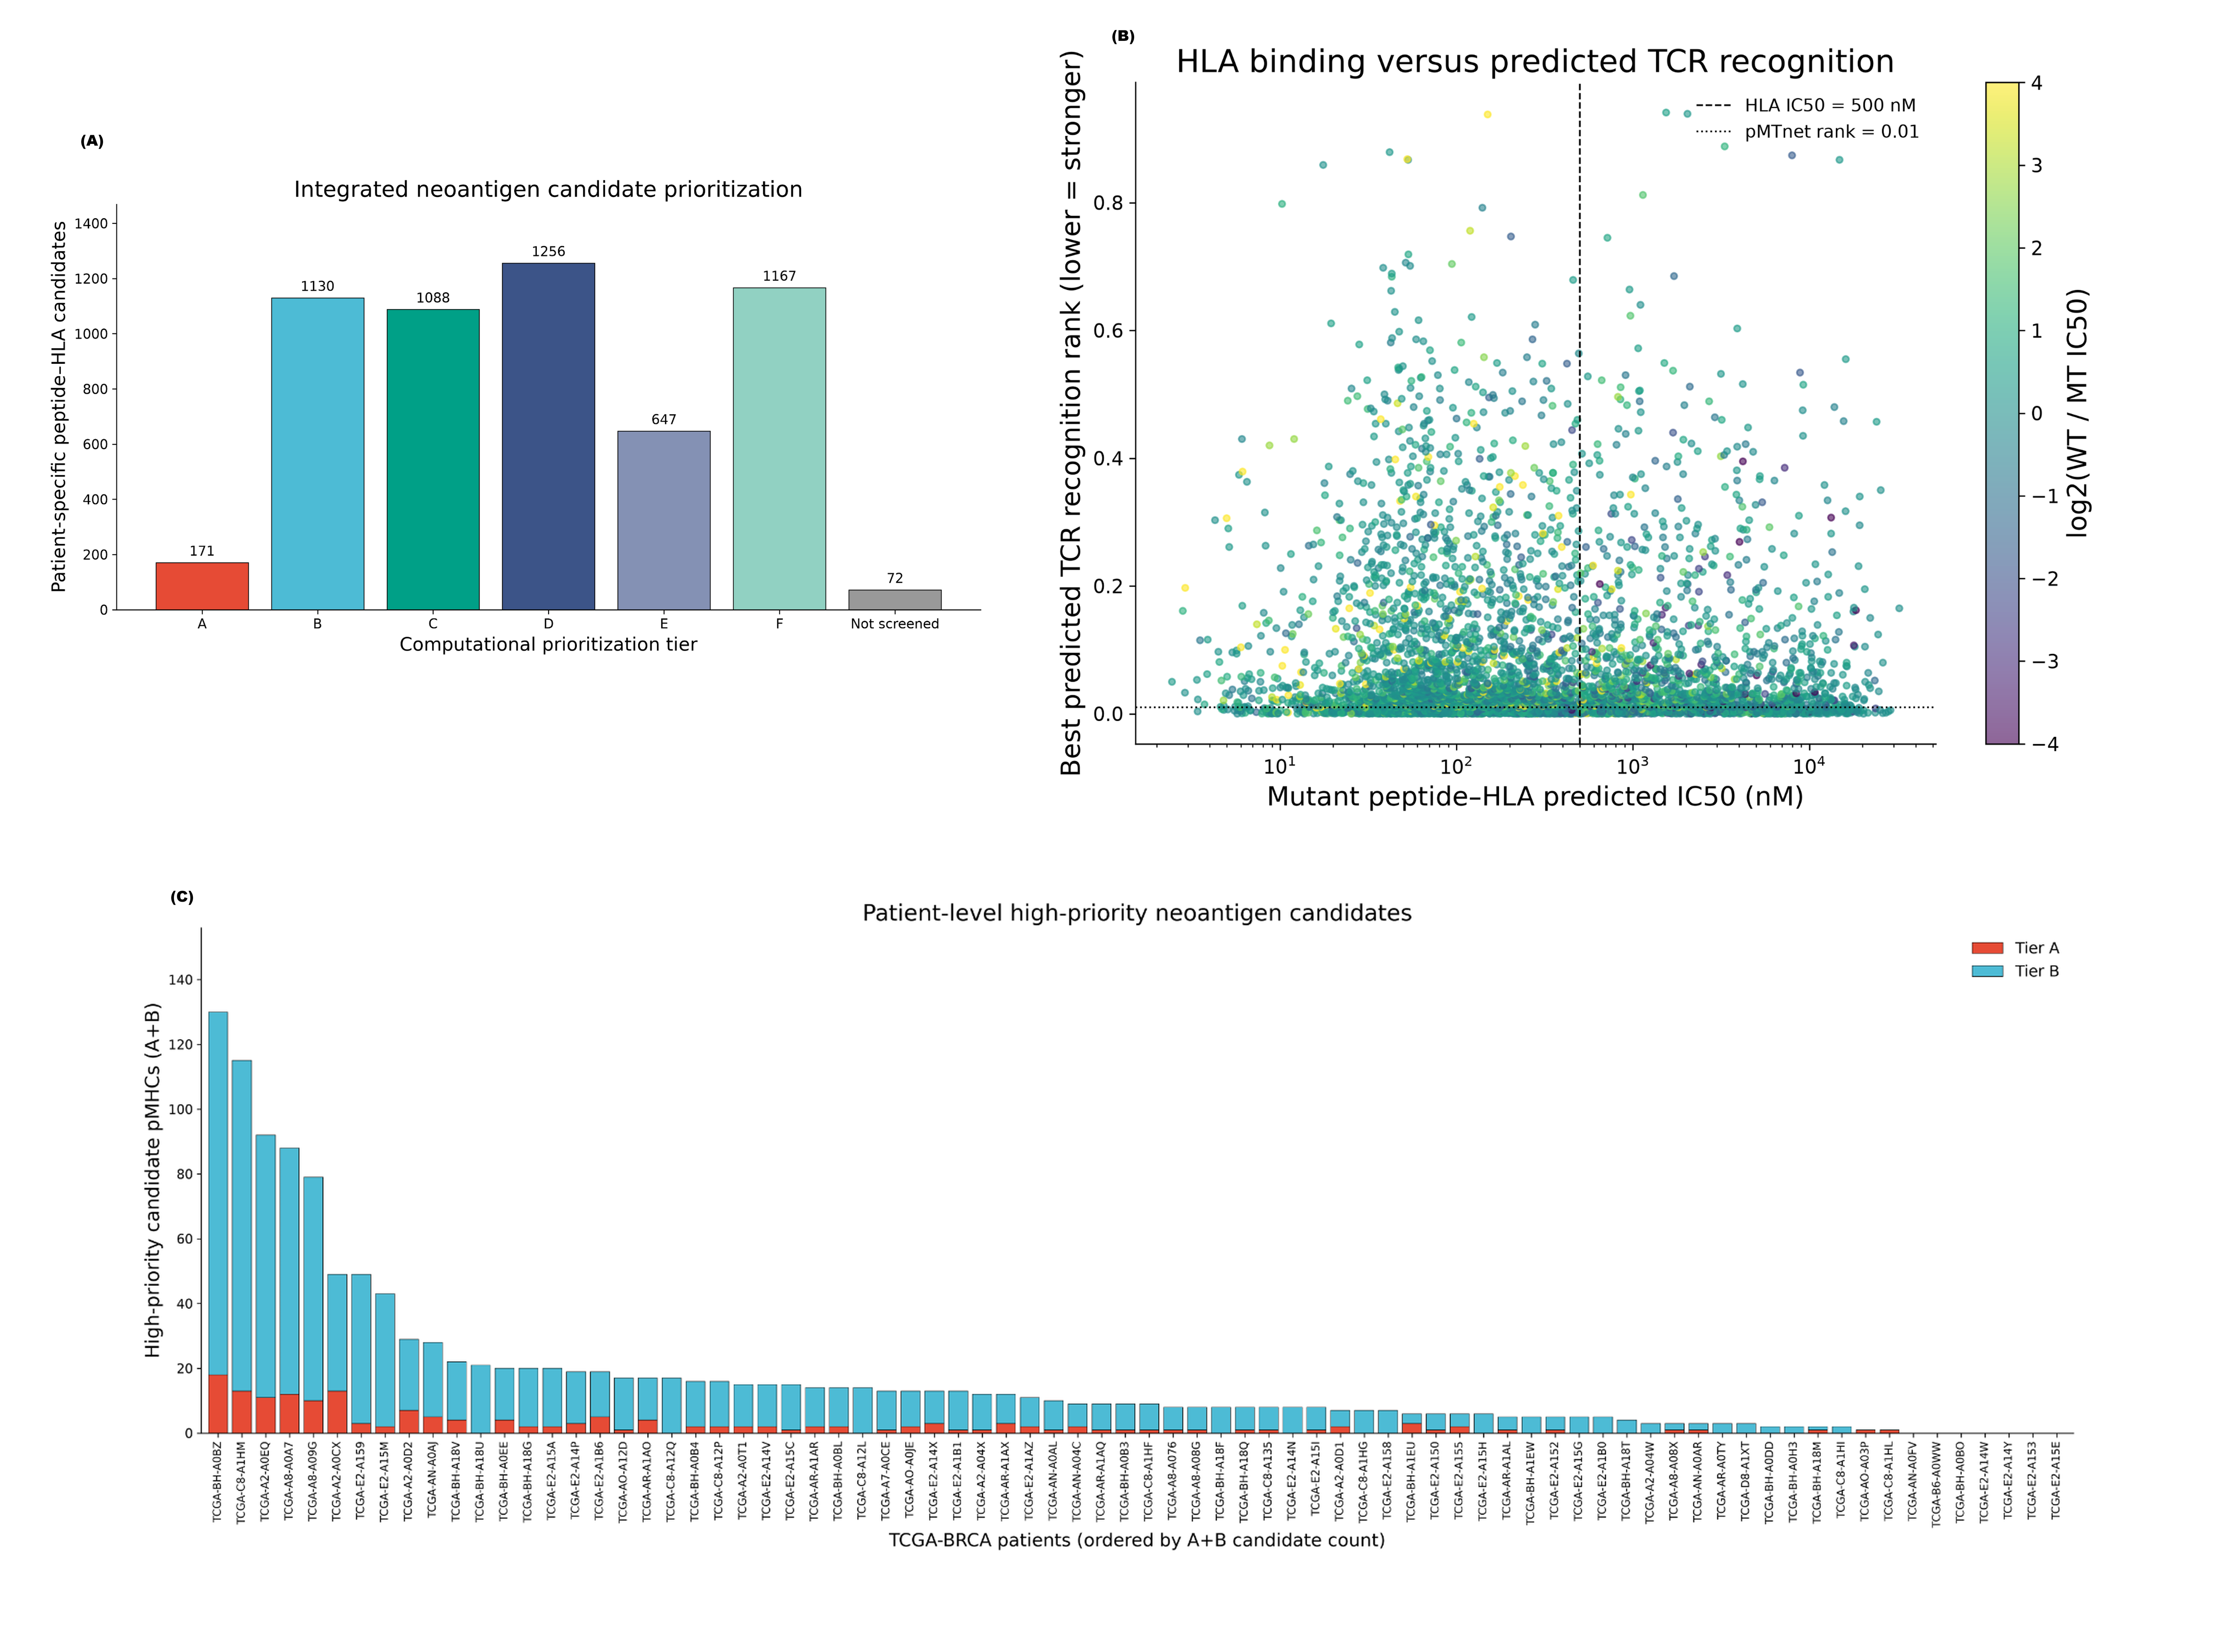 (A)
Integrated neoantigen candidate prioritization
Patient-specific peptide–HLA candidates
1400
1200
1000
800
600
400
200
0
171
1130
1088
1256
647
1167
72
A B C D E F Not screened
Computational prioritization tier
(B)
HLA binding versus predicted TCR recognition
Best predicted TCR recognition rank (lower = stronger)
0.8
0.6
0.4
0.2
0.0
HLA IC50 = 500 nM
pMTnet rank = 0.01
10¹ 10² 10³ 10⁴
Mutant peptide–HLA predicted IC50 (nM)
4
3
2
1
0
−1
−2
−3
−4
log2(WT / MT IC50)
(C)
Patient-level high-priority neoantigen candidates
Tier A
Tier B
High-priority candidate pMHCs (A+B)
140
120
100
80
60
40
20
0
TCGA-BH-A0BZ
TCGA-C8-A1HM
TCGA-A2-A0EQ
TCGA-A8-A0A7
TCGA-A8-A09G
TCGA-A2-A0CX
TCGA-E2-A159
TCGA-E2-A15M
TCGA-A2-A0D2
TCGA-AN-A0AJ
TCGA-BH-A18V
TCGA-BH-A18U
TCGA-BH-A0EE
TCGA-BH-A18G
TCGA-E2-A15A
TCGA-E2-A14P
TCGA-E2-A1B6
TCGA-AO-A12D
TCGA-AR-A1AO
TCGA-C8-A12Q
TCGA-BH-A0B4
TCGA-C8-A12P
TCGA-A2-A0T1
TCGA-E2-A14V
TCGA-E2-A15C
TCGA-AR-A1AR
TCGA-BH-A0BL
TCGA-C8-A12L
TCGA-A7-A0CE
TCGA-AO-A0JE
TCGA-E2-A14X
TCGA-E2-A1B1
TCGA-A2-A04X
TCGA-AR-A1AX
TCGA-E2-A1AZ
TCGA-AN-A0AL
TCGA-AN-A04C
TCGA-AR-A1AQ
TCGA-BH-A0B3
TCGA-C8-A1HF
TCGA-A8-A076
TCGA-A8-A08G
TCGA-BH-A18F
TCGA-BH-A18Q
TCGA-C8-A135
TCGA-E2-A14N
TCGA-E2-A15I
TCGA-A2-A0D1
TCGA-C8-A1HG
TCGA-E2-A158
TCGA-BH-A1EU
TCGA-E2-A150
TCGA-E2-A155
TCGA-E2-A15H
TCGA-AR-A1AL
TCGA-BH-A1EW
TCGA-E2-A152
TCGA-E2-A15G
TCGA-E2-A1B0
TCGA-BH-A18T
TCGA-A2-A04W
TCGA-A8-A08X
TCGA-AN-A0AR
TCGA-AR-A0TY
TCGA-D8-A1XT
TCGA-BH-A0DD
TCGA-BH-A0H3
TCGA-BH-A18M
TCGA-C8-A1HI
TCGA-AO-A03P
TCGA-C8-A1HL
TCGA-AN-A0FV
TCGA-B6-A0WW
TCGA-BH-A0BO
TCGA-E2-A14W
TCGA-E2-A14Y
TCGA-E2-A153
TCGA-E2-A15E
TCGA-BRCA patients (ordered by A+B candidate count)